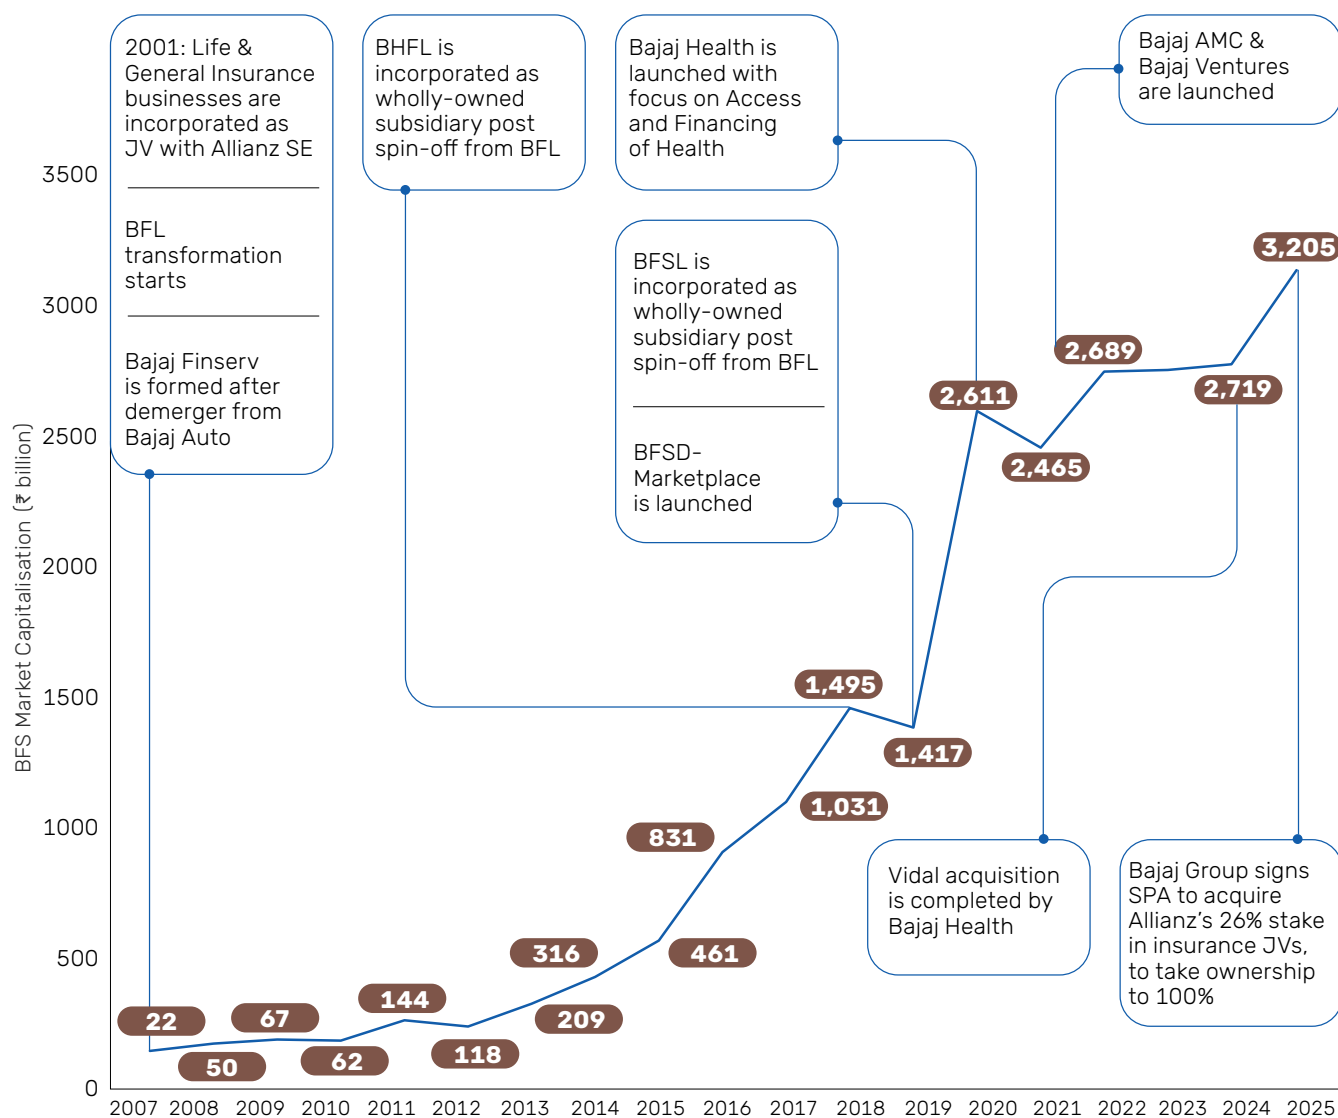 2001: Life &
General Insurance
businesses are
incorporated as
JV with Allianz SE
BFL
transformation
starts
Bajaj Finserv
is formed after
demerger from
Bajaj Auto
BHFL is
incorporated as
wholly-owned
subsidiary post
spin-off from BFL
Bajaj Health is
launched with
focus on Access
and Financing
of Health
BFSL is
incorporated as
wholly-owned
subsidiary post
spin-off from BFL
BFSD-
Marketplace
is launched
Bajaj AMC &
Bajaj Ventures
are launched
Vidal acquisition
is completed by
Bajaj Health
Bajaj Group signs
SPA to acquire
Allianz's 26% stake
in insurance JVs,
to take ownership
to 100%
BFS Market Capitalisation (₹ billion)
3500
3000
2500
2000
1500
1000
500
0
22
50
67
62
144
118
209
316
461
831
1,031
1,495
1,417
2,611
2,465
2,689
2,719
3,205
2007 2008 2009 2010 2011 2012 2013 2014 2015 2016 2017 2018 2019 2020 2021 2022 2023 2024 2025